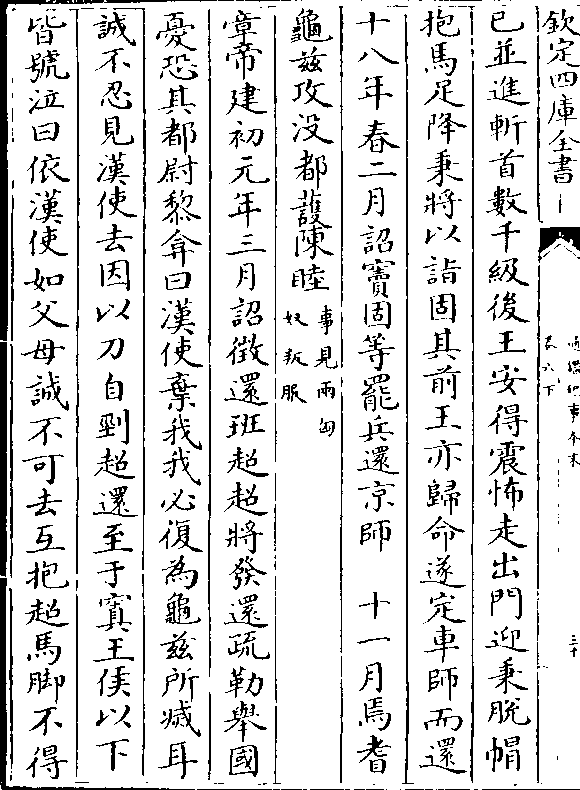 欽定四庫全書
通鑑紀事本末
卷六下
三十
已並進斬首數千級後王安得震怖走出門迎秉脫帽
抱馬足降秉將以詣固其前王亦歸命遂定車師而還
十八年春二月詔竇固等罷兵還京師　十一月焉耆
龜兹攻没都護陳睦事見兩匈
奴叛服
章帝建初元年三月詔徵還班超超將發還疏勒舉國
憂恐其都尉黎弇曰漢使棄我我必復為龜兹所滅耳
誠不忍見漢使去因以刀自剄超還至于窴王侯以下
皆號泣曰依漢使如父母誠不可去互抱超馬脚不得